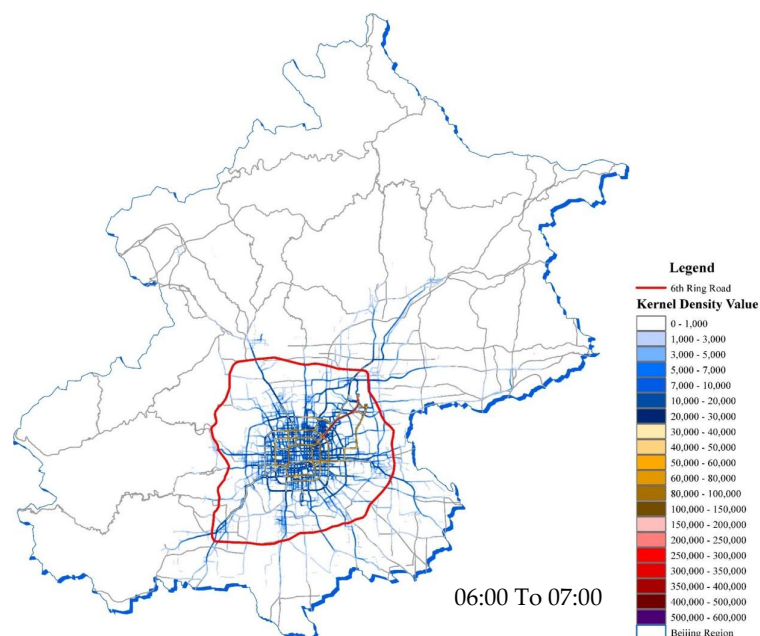 Legend
6th Ring Road
Kernel Density Value
0 - 1,000
1,000 - 3,000
3,000 - 5,000
5,000 - 7,000
7,000 - 10,000
10,000 - 20,000
20,000 - 30,000
30,000 - 40,000
40,000 - 50,000
50,000 - 60,000
60,000 - 80,000
80,000 - 100,000
100,000 - 150,000
150,000 - 200,000
200,000 - 250,000
250,000 - 300,000
300,000 - 350,000
350,000 - 400,000
400,000 - 500,000
500,000 - 600,000
Beijing Region
06:00 To 07:00